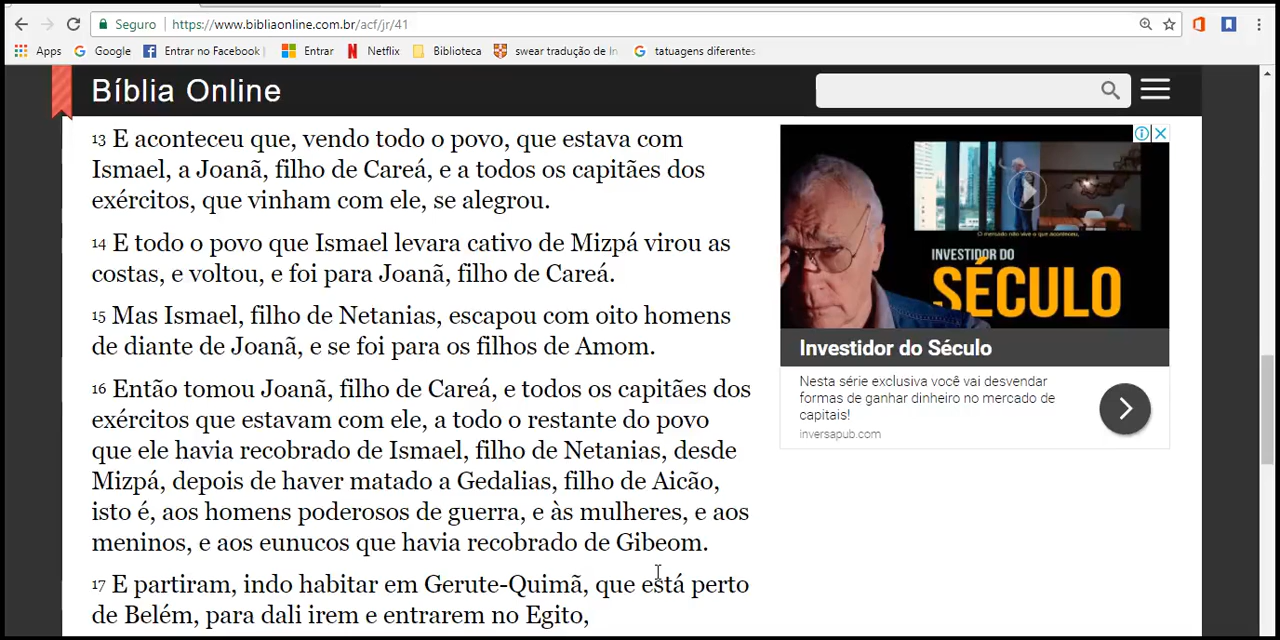 Seguro
https://www.bibliaonline.com.br/acf/jr/41
Apps
Google
Entrar no Facebook
Entrar
Netflix
Biblioteca
swear tradução de In
tatuagens diferentes
Bíblia Online
13 E aconteceu que, vendo todo o povo, que estava com
Ismael, a Joanã, filho de Careá, e a todos os capitães dos
exércitos, que vinham com ele, se alegrou.
14 E todo o povo que Ismael levara cativo de Mizpá virou as
costas, e voltou, e foi para Joanã, filho de Careá.
15 Mas Ismael, filho de Netanias, escapou com oito homens
de diante de Joanã, e se foi para os filhos de Amom.
16 Então tomou Joanã, filho de Careá, e todos os capitães dos
exércitos que estavam com ele, a todo o restante do povo
que ele havia recobrado de Ismael, filho de Netanias, desde
Mizpá, depois de haver matado a Gedalias, filho de Aicão,
isto é, aos homens poderosos de guerra, e às mulheres, e aos
meninos, e aos eunucos que havia recobrado de Gibeom.
17 E partiram, indo habitar em Gerute-Quimã, que está perto
de Belém, para dali irem e entrarem no Egito,
O mercado não vive o que aconteceu,
INVESTIDOR DO
SÉCULO
Investidor do Século
Nesta série exclusiva você vai desvendar
formas de ganhar dinheiro no mercado de
capitais!
inversapub.com